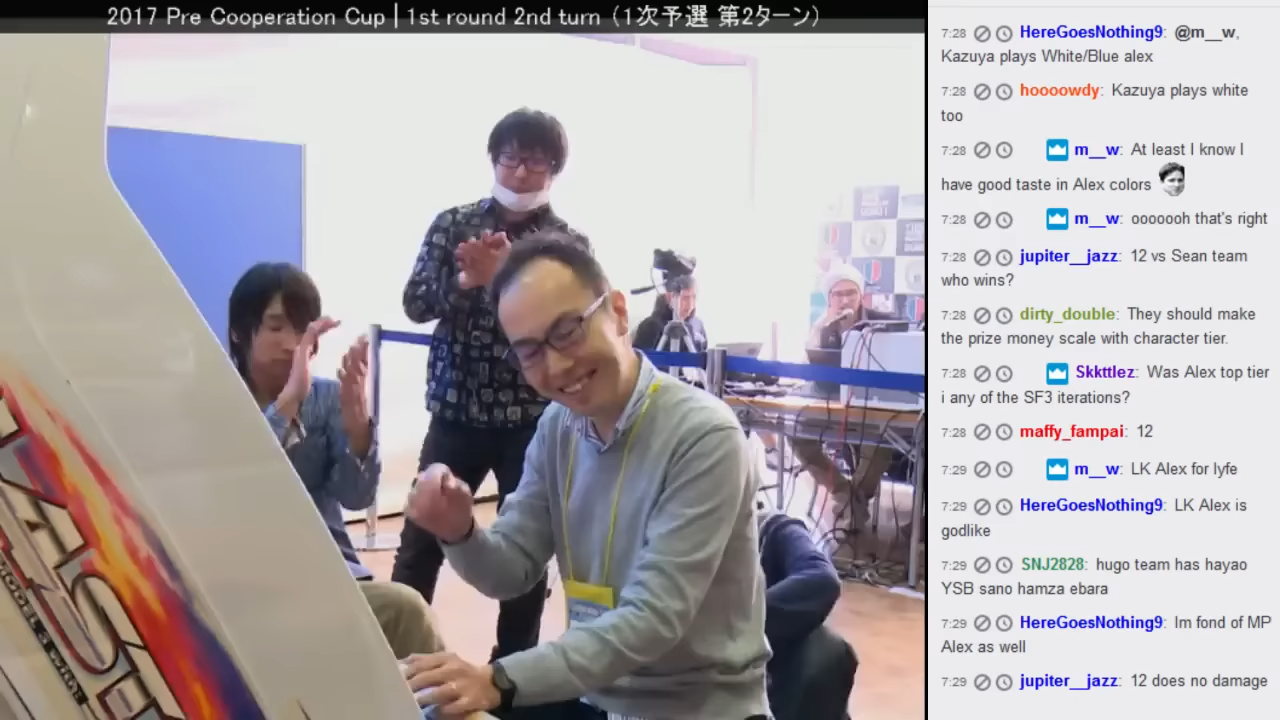 2017 Pre Cooperation Cup | 1st round 2nd turn (1次予選 第2ターン)
7:28 HereGoesNothing9: @m__w,
Kazuya plays White/Blue alex
7:28 hoooowdy: Kazuya plays white
too
7:28 m__w: At least I know I
have good taste in Alex colors
7:28 m__w: ooooooh that's right
7:28 jupiter__jazz: 12 vs Sean team
who wins?
7:28 dirty_double: They should make
the prize money scale with character tier.
7:28 Skkttlez: Was Alex top tier
i any of the SF3 iterations?
7:28 maffy_fampai: 12
7:29 m__w: LK Alex for lyfe
7:29 HereGoesNothing9: LK Alex is
godlike
7:29 SNJ2828: hugo team has hayao
YSB sano hamza ebara
7:29 HereGoesNothing9: Im fond of MP
Alex as well
7:29 jupiter__jazz: 12 does no damage